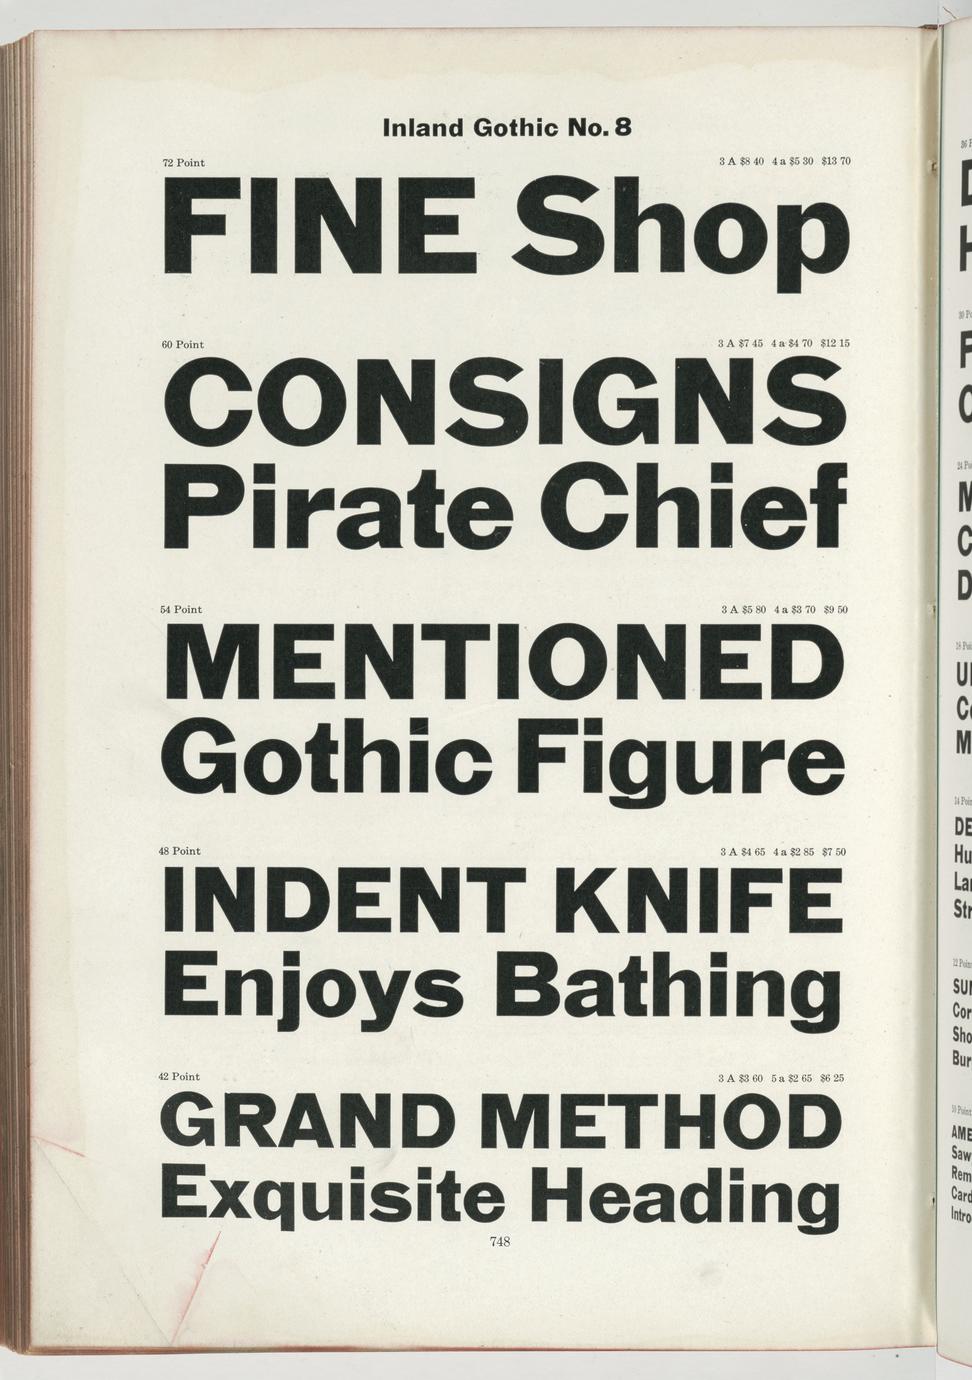 Inland Gothic No. 8
72 Point 3 A $8 40 4 a $5 30 $13 70
FINE Shop
60 Point 3 A $7 45 4 a $4 70 $12 15
CONSIGNS
Pirate Chief
54 Point 3 A $5 80 4 a $3 70 $9 50
MENTIONED
Gothic Figure
48 Point 3 A $4 65 4 a $2 85 $7 50
INDENT KNIFE
Enjoys Bathing
42 Point 3 A $3 60 5 a $2 65 $6 25
GRAND METHOD
Exquisite Heading
748